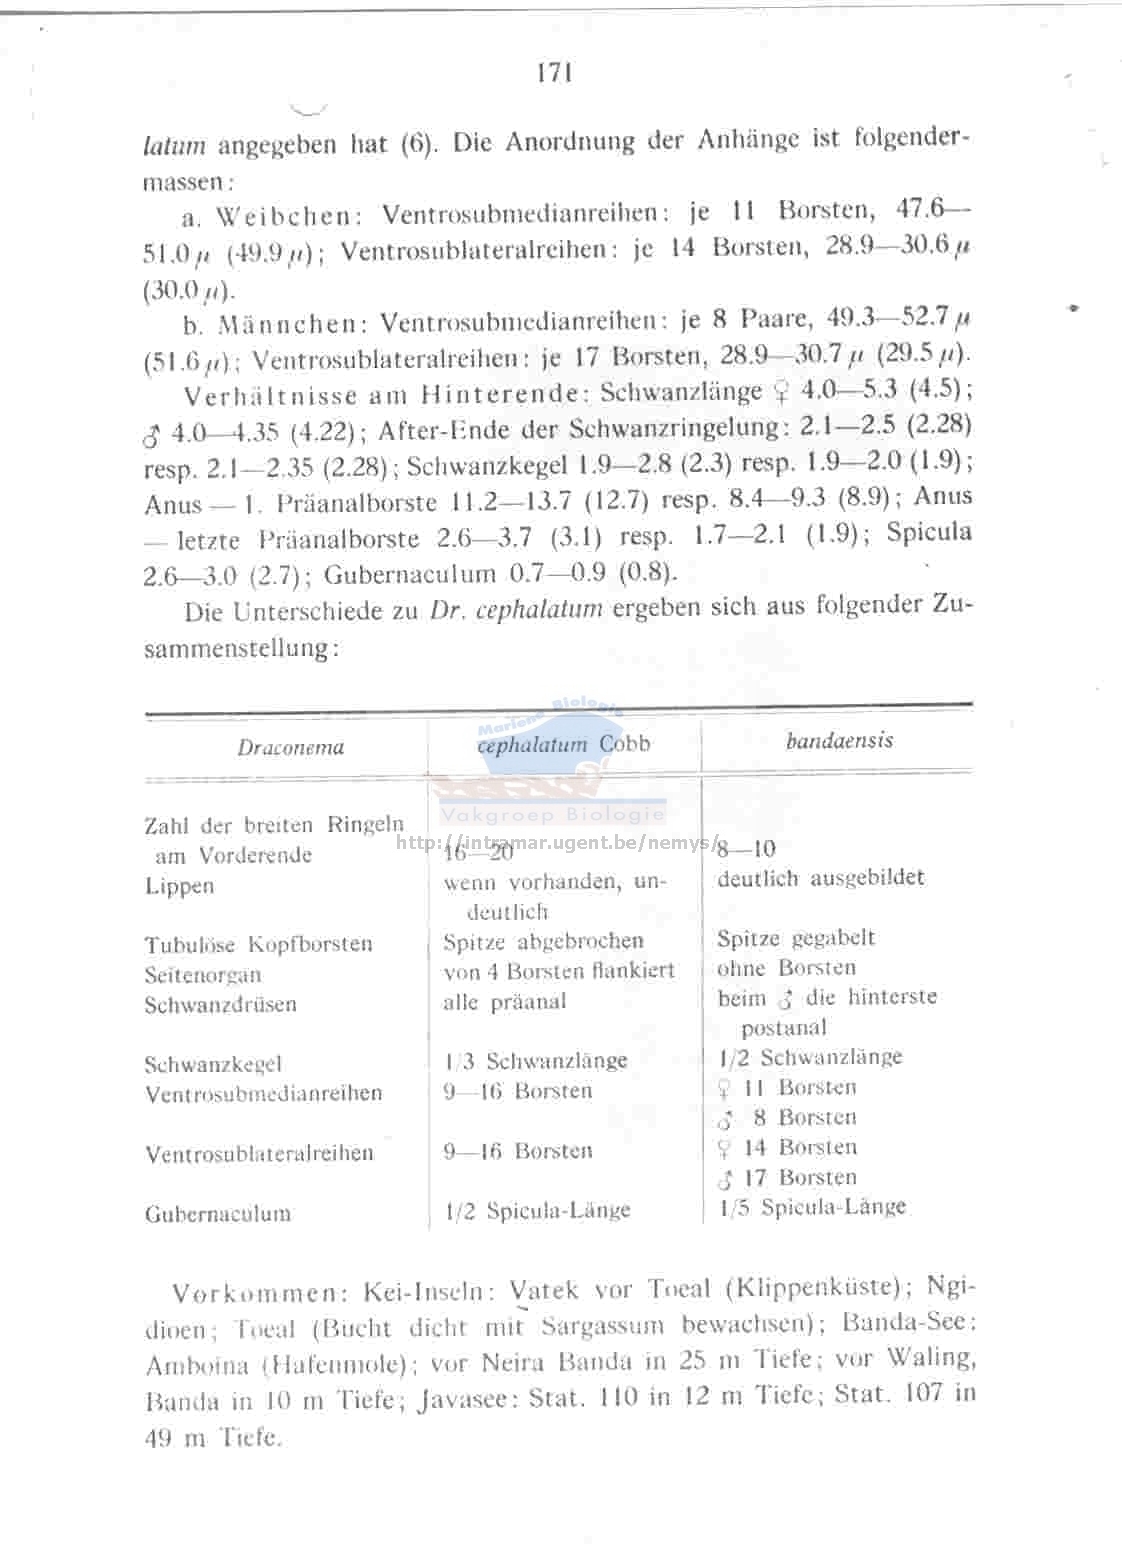 171
latum angegeben hat (6). Die Anordnung der Anhänge ist folgender-
massen:
a. Weibchen: Ventrosubmedianreihen: je 11 Borsten, 47.6—
51.0 µ (49.9 µ); Ventrosublateralreihen: je 14 Borsten, 28.9—30.6 µ
(30.0 µ).
b. Männchen: Ventrosubmedianreihen: je 8 Paare, 49.3—52.7 µ
(51.6 µ); Ventrosublateralreihen: je 17 Borsten, 28.9—30.7 µ (29.5 µ).
Verhältnisse am Hinterende: Schwanzlänge ♀ 4.0—5.3 (4.5);
♂ 4.0—4.35 (4.22); After-Ende der Schwanzringelung: 2.1—2.5 (2.28)
resp. 2.1—2.35 (2.28); Schwanzkegel 1.9—2.8 (2.3) resp. 1.9—2.0 (1.9);
Anus — 1. Präanalborste 11.2—13.7 (12.7) resp. 8.4—9.3 (8.9); Anus
— letzte Präanalborste 2.6—3.7 (3.1) resp. 1.7—2.1 (1.9); Spicula
2.6—3.0 (2.7); Gubernaculum 0.7—0.9 (0.8).
Die Unterschiede zu Dr. cephalatum ergeben sich aus folgender Zu-
sammenstellung:
Mariene Biologie
Draconema cephalatum Cobb bandaensis
Vakgroep Biologie
Zahl der breiten Ringeln
http://intramar.ugent.be/nemys/
am Vorderende 16—20 8—10
Lippen wenn vorhanden, un- deutlich ausgebildet
deutlich
Tubulöse Kopfborsten Spitze abgebrochen Spitze gegabelt
Seitenorgan von 4 Borsten flankiert ohne Borsten
Schwanzdrüsen alle präanal beim ♂ die hinterste
postanal
Schwanzkegel 1/3 Schwanzlänge 1/2 Schwanzlänge
Ventrosubmedianreihen 9—16 Borsten ♀ 11 Borsten
♂ 8 Borsten
Ventrosublateralreihen 9—16 Borsten ♀ 14 Borsten
♂ 17 Borsten
Gubernaculum 1/2 Spicula-Länge 1/5 Spicula-Länge
Vorkommen: Kei-Inseln: Vatek vor Toeal (Klippenküste); Ngi-
dioen; Toeal (Bucht dicht mit Sargassum bewachsen); Banda-See:
Amboina (Hafenmole); vor Neira Banda in 25 m Tiefe; vor Waling,
Banda in 10 m Tiefe; Javasee: Stat. 110 in 12 m Tiefe; Stat. 107 in
49 m Tiefe.